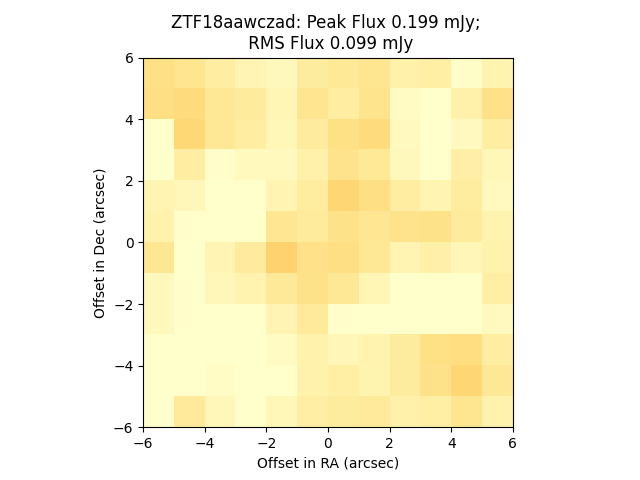 ZTF18aawczad: Peak Flux 0.199 mJy;
RMS Flux 0.099 mJy
6
4
2
0
−2
−4
−6
Offset in Dec (arcsec)
−6 −4 −2 0 2 4 6
Offset in RA (arcsec)